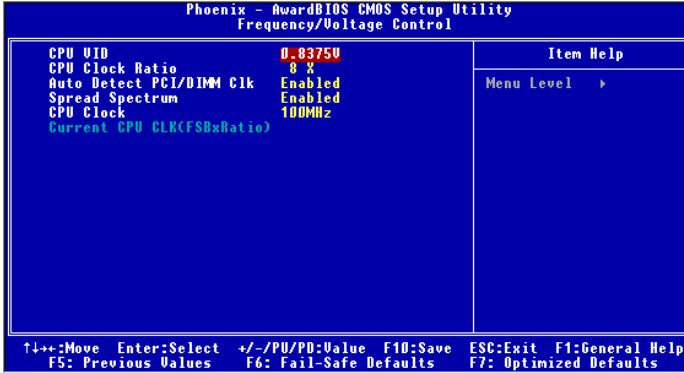 Phoenix - AwardBIOS CMOS Setup Utility
Frequency/Voltage Control
CPU VID 0.8375V
CPU Clock Ratio 8 X
Auto Detect PCI/DIMM Clk Enabled
Spread Spectrum Enabled
CPU Clock 100MHz
Current CPU CLK(FSBxRatio)
Item Help
Menu Level ▸
↑↓→←:Move Enter:Select +/-/PU/PD:Value F10:Save ESC:Exit F1:General Help
F5: Previous Values F6: Fail-Safe Defaults F7: Optimized Defaults